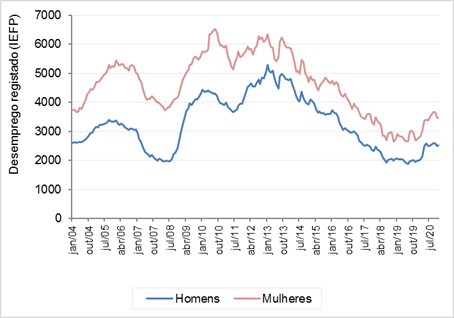 Desemprego registado (IEFP)
7000
6000
5000
4000
3000
2000
1000
0
jan/04
out/04
jul/05
abr/06
jan/07
out/07
jul/08
abr/09
jan/10
out/10
jul/11
abr/12
jan/13
out/13
jul/14
abr/15
jan/16
out/16
jul/17
abr/18
jan/19
out/19
jul/20
Homens Mulheres